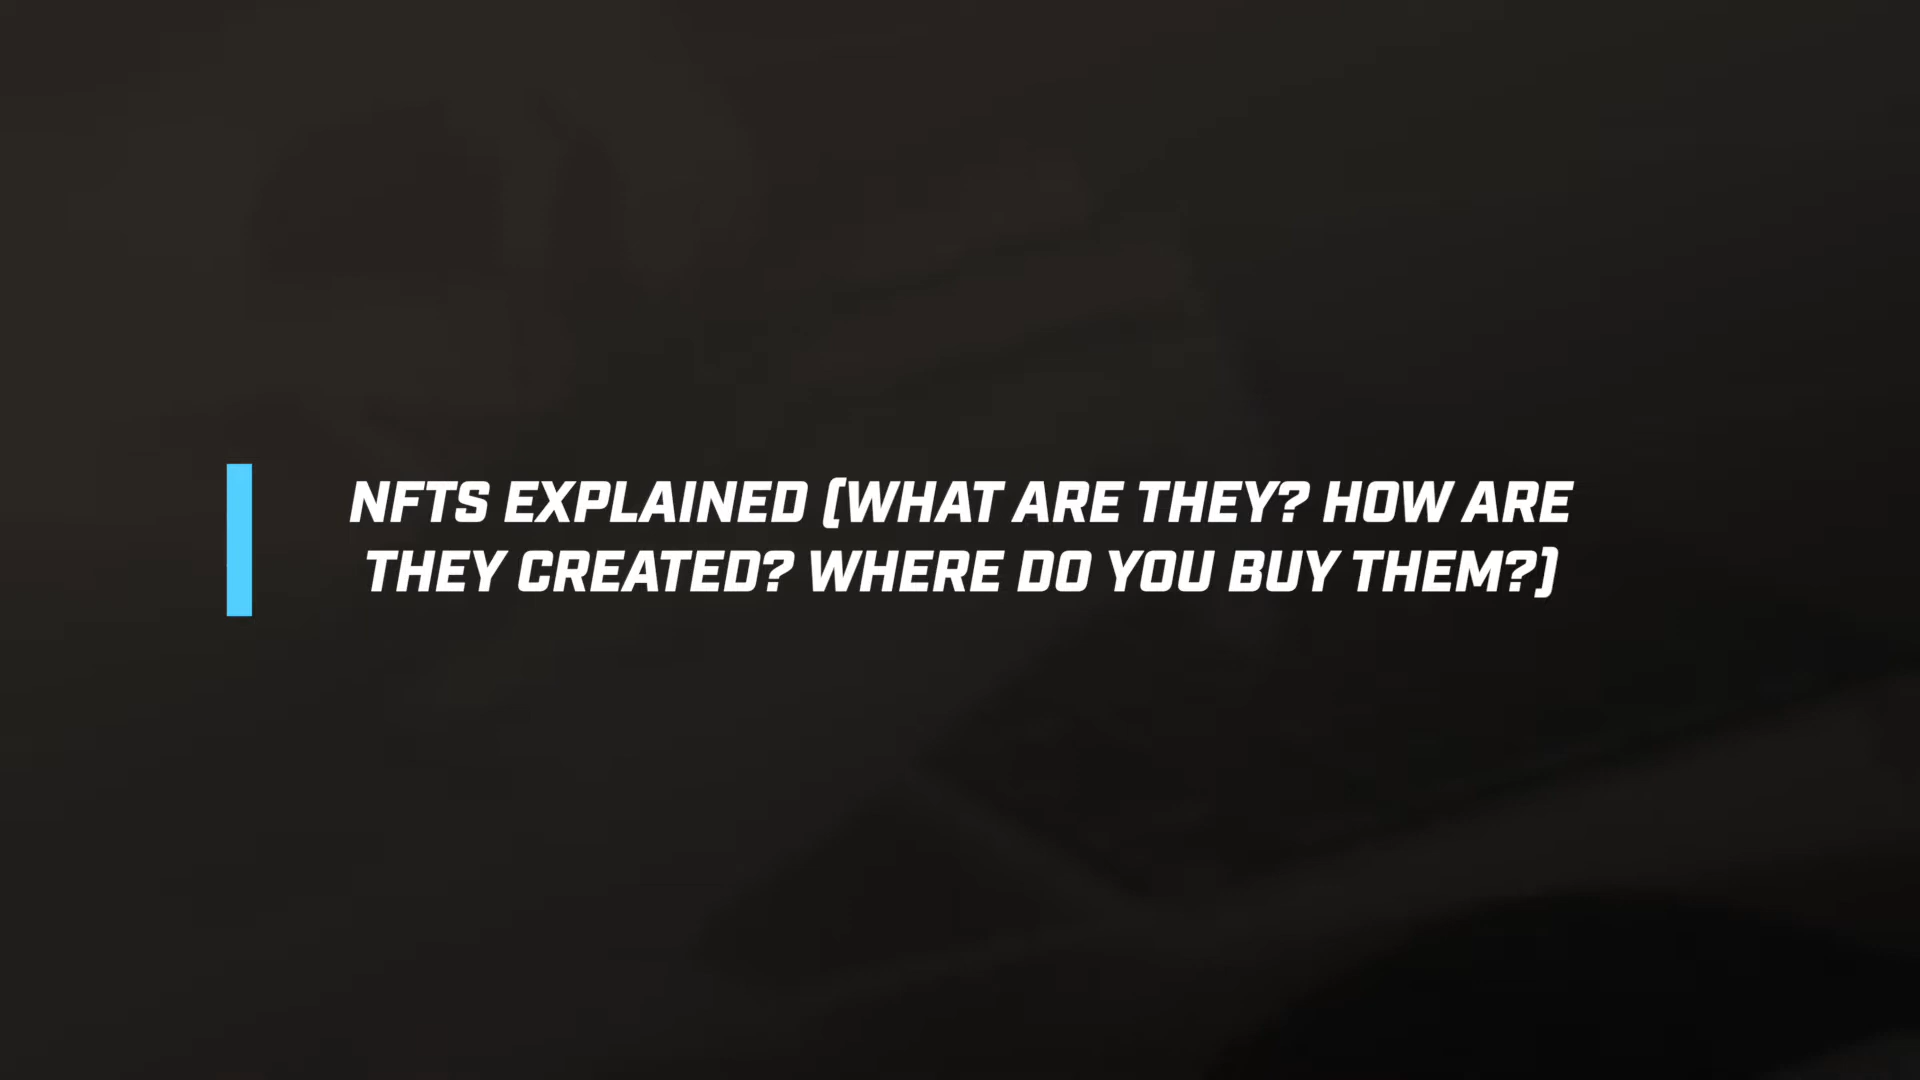 NFTS EXPLAINED (WHAT ARE THEY? HOW ARE
THEY CREATED? WHERE DO YOU BUY THEM?)